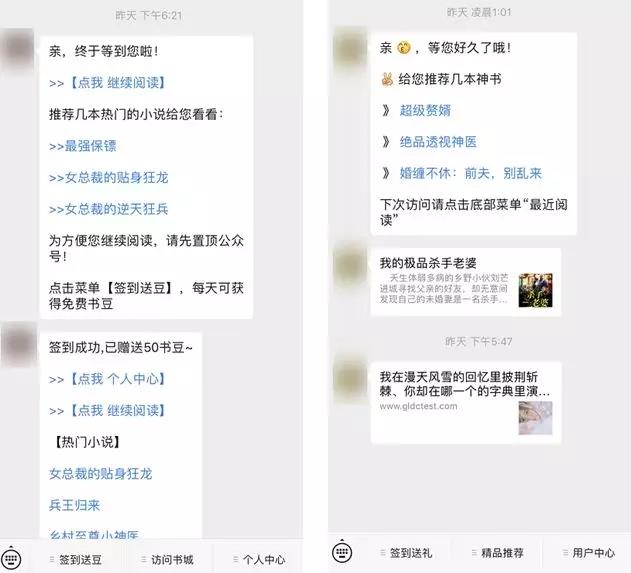 昨天 下午6:21
亲，终于等到您啦！
>>【点我 继续阅读】
推荐几本热门的小说给您看看：
>>最强保镖
>>女总裁的贴身狂龙
>>女总裁的逆天狂兵
为方便您继续阅读，请先置顶公众
号！
点击菜单【签到送豆】，每天可获
得免费书豆
签到成功,已赠送50书豆~
>>【点我 个人中心】
>>【点我 继续阅读】
【热门小说】
女总裁的贴身狂龙
兵王归来
乡村至尊小神医
签到送豆
访问书城
个人中心
昨天 凌晨1:01
亲 ，等您好久了哦！
给您推荐几本神书
》 超级赘婿
》 绝品透视神医
》 婚缠不休：前夫，别乱来
下次访问请点击底部菜单“最近阅
读”
我的极品杀手老婆
天生体弱多病的乡野小伙刘芒
进城寻找父亲的好友，却无意间
发现自己的未婚妻是一名杀手...
杀手
老婆
昨天 下午5:47
我在漫天风雪的回忆里披荆斩
棘、你却在哪一个的字典里演...
www.gldctest.com
签到送礼
精品推荐
用户中心